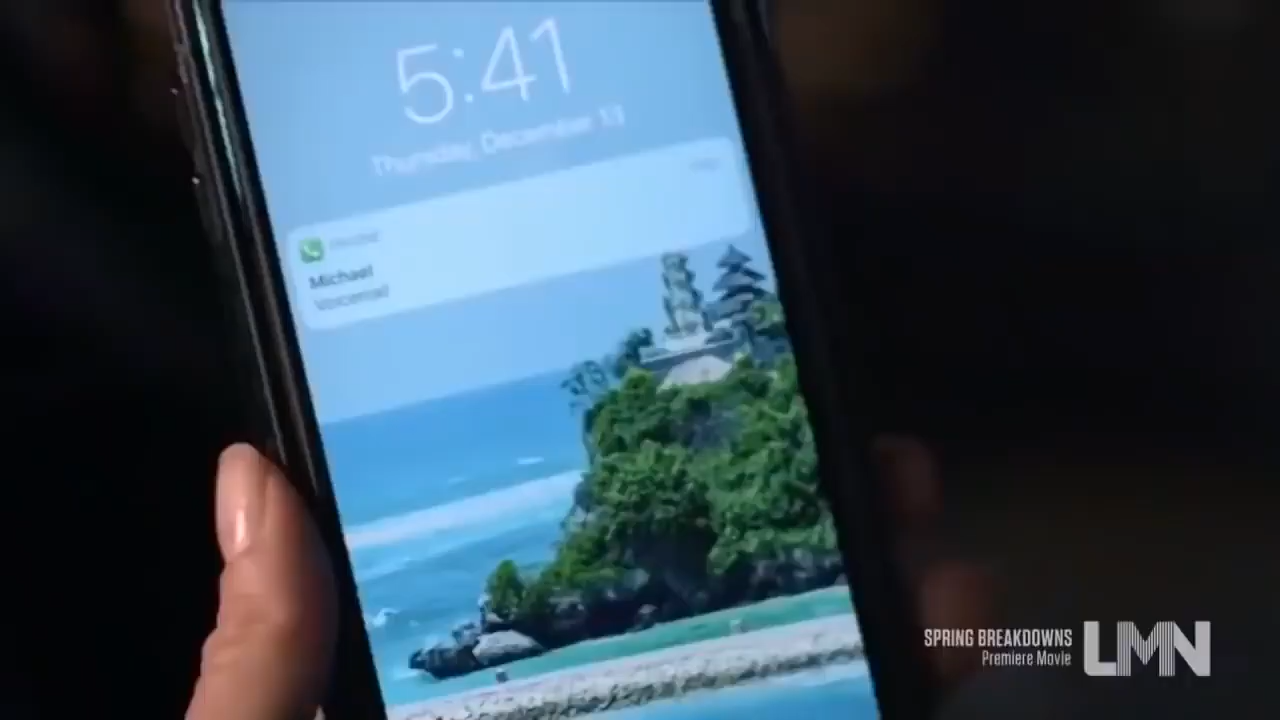 5:41
Thursday, December 13
Michael
Voicemail
SPRING BREAKDOWNS
Premiere Movie
LMN